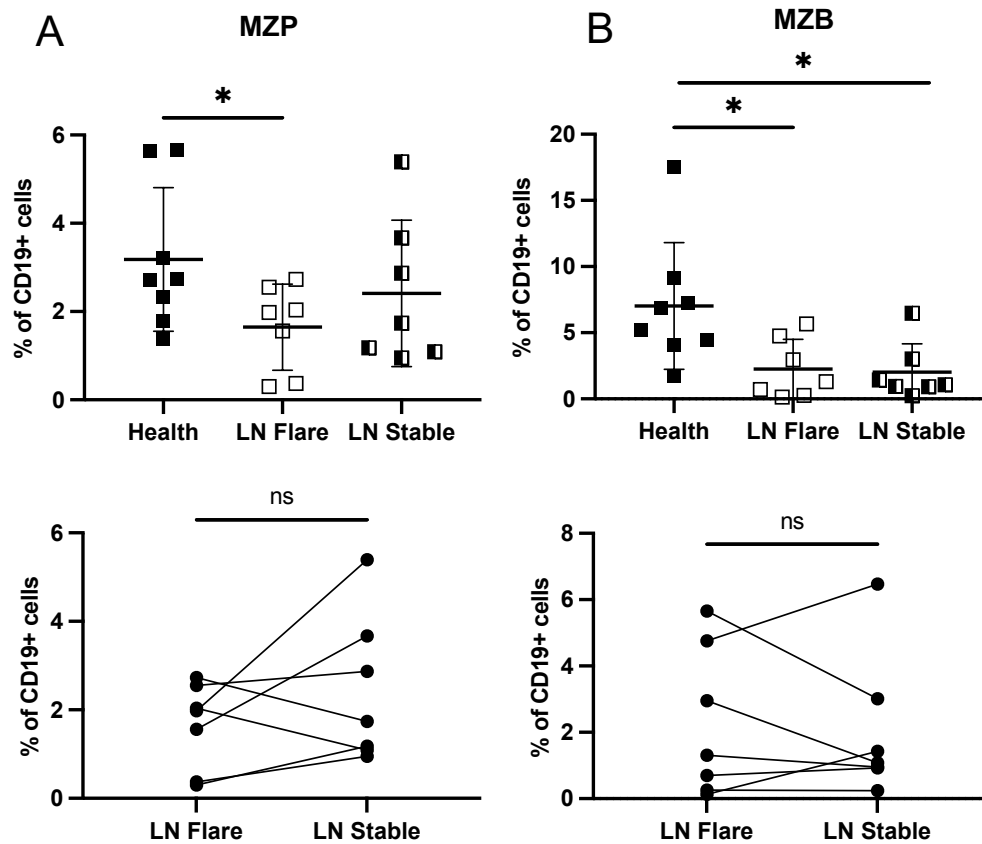 A
MZP
*
% of CD19+ cells
6
4
2
0
Health
LN Flare
LN Stable
B
MZB
*
*
% of CD19+ cells
20
15
10
5
0
Health
LN Flare
LN Stable
ns
% of CD19+ cells
6
4
2
0
LN Flare
LN Stable
ns
% of CD19+ cells
8
6
4
2
0
LN Flare
LN Stable